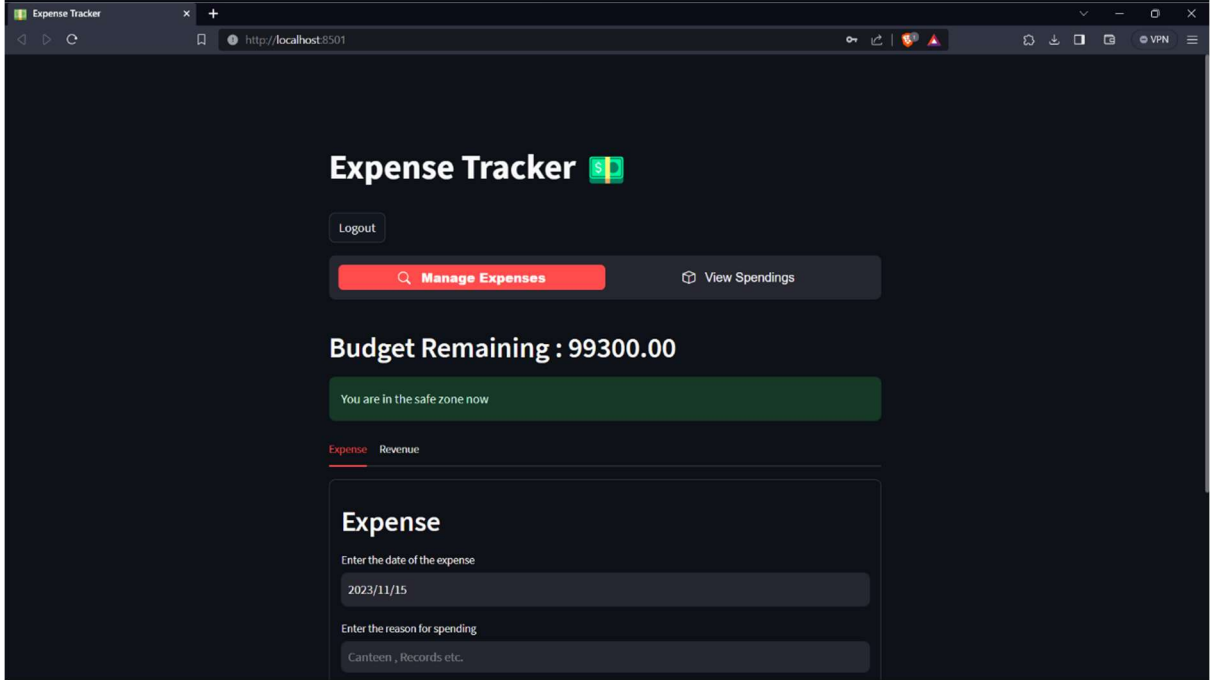 Expense Tracker
http://localhost:8501
VPN
Expense Tracker
Logout
Manage Expenses
View Spendings
Budget Remaining : 99300.00
You are in the safe zone now
Expense
Revenue
Expense
Enter the date of the expense
2023/11/15
Enter the reason for spending
Canteen , Records etc.